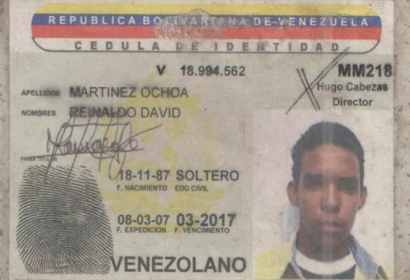 REPUBLICA BOLIVARIANA DE VENEZUELA
CEDULA DE IDENTIDAD
V 18.994.562
MM218
Hugo Cabezas
Director
APELLIDOS MARTINEZ OCHOA
NOMBRES REINALDO DAVID
FIRMA TITULAR
18-11-87 SOLTERO
F. NACIMIENTO EDO CIVIL
08-03-07 03-2017
F. EXPEDICION F. VENCIMIENTO
VENEZOLANO